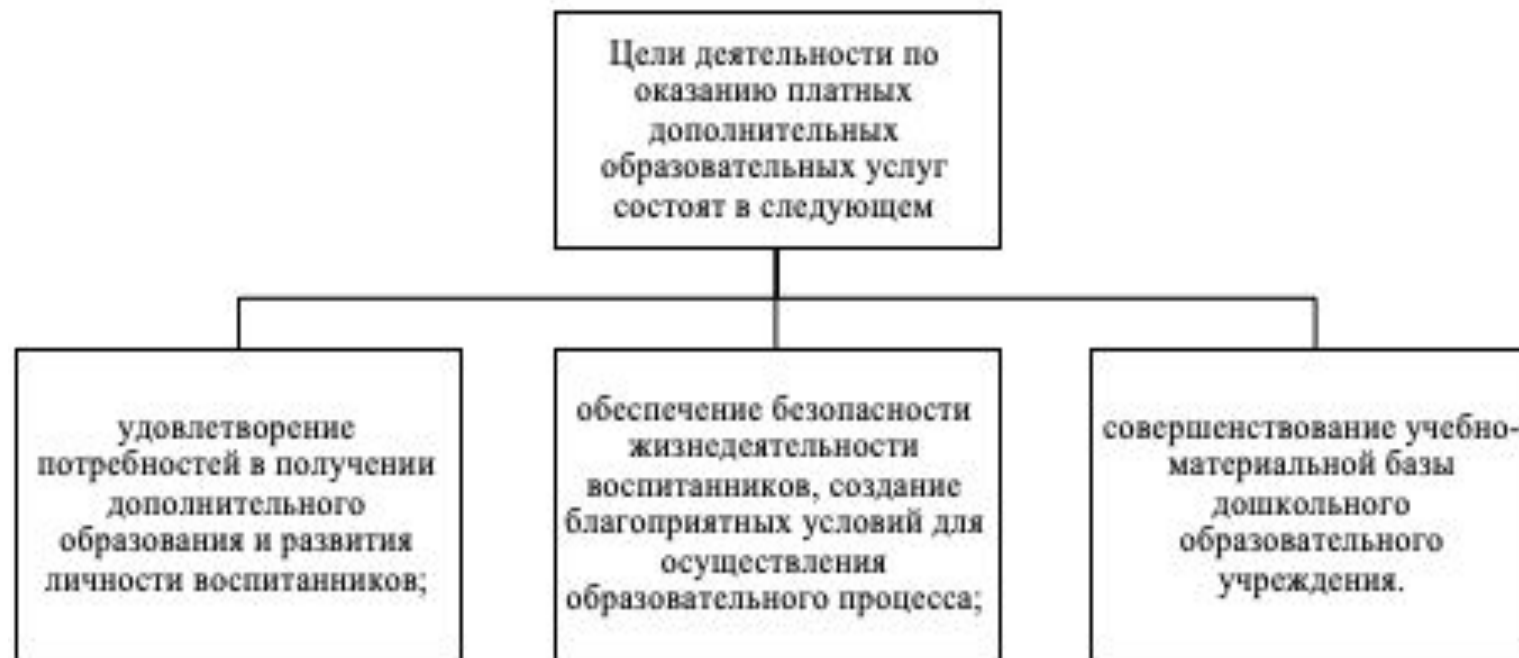 Цели деятельности по
оказанию платных
дополнительных
образовательных услуг
состоят в следующем
удовлетворение
потребностей в получении
дополнительного
образования и развития
личности воспитанников;
обеспечение безопасности
жизнедеятельности
воспитанников, создание
благоприятных условий для
осуществления
образовательного процесса;
совершенствование учебно-
материальной базы
дошкольного
образовательного
учреждения.